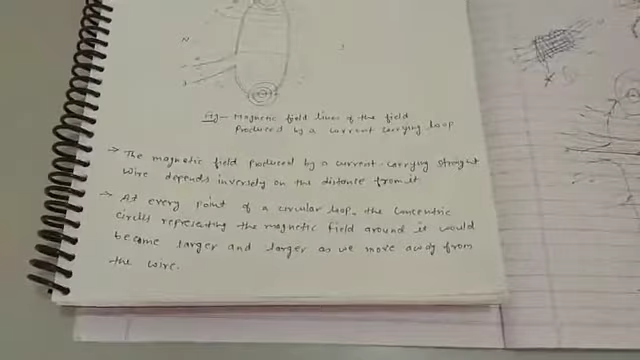 N
S
Fig- Magnetic field lines of the field
Produced by a current carrying loop
→ The magnetic field produced by a current-carrying straight
wire depends inversely on the distance from it
→ At every point of a circular loop, the concentric
circles representing the magnetic field around it would
become larger and larger as we move away from
the wire.